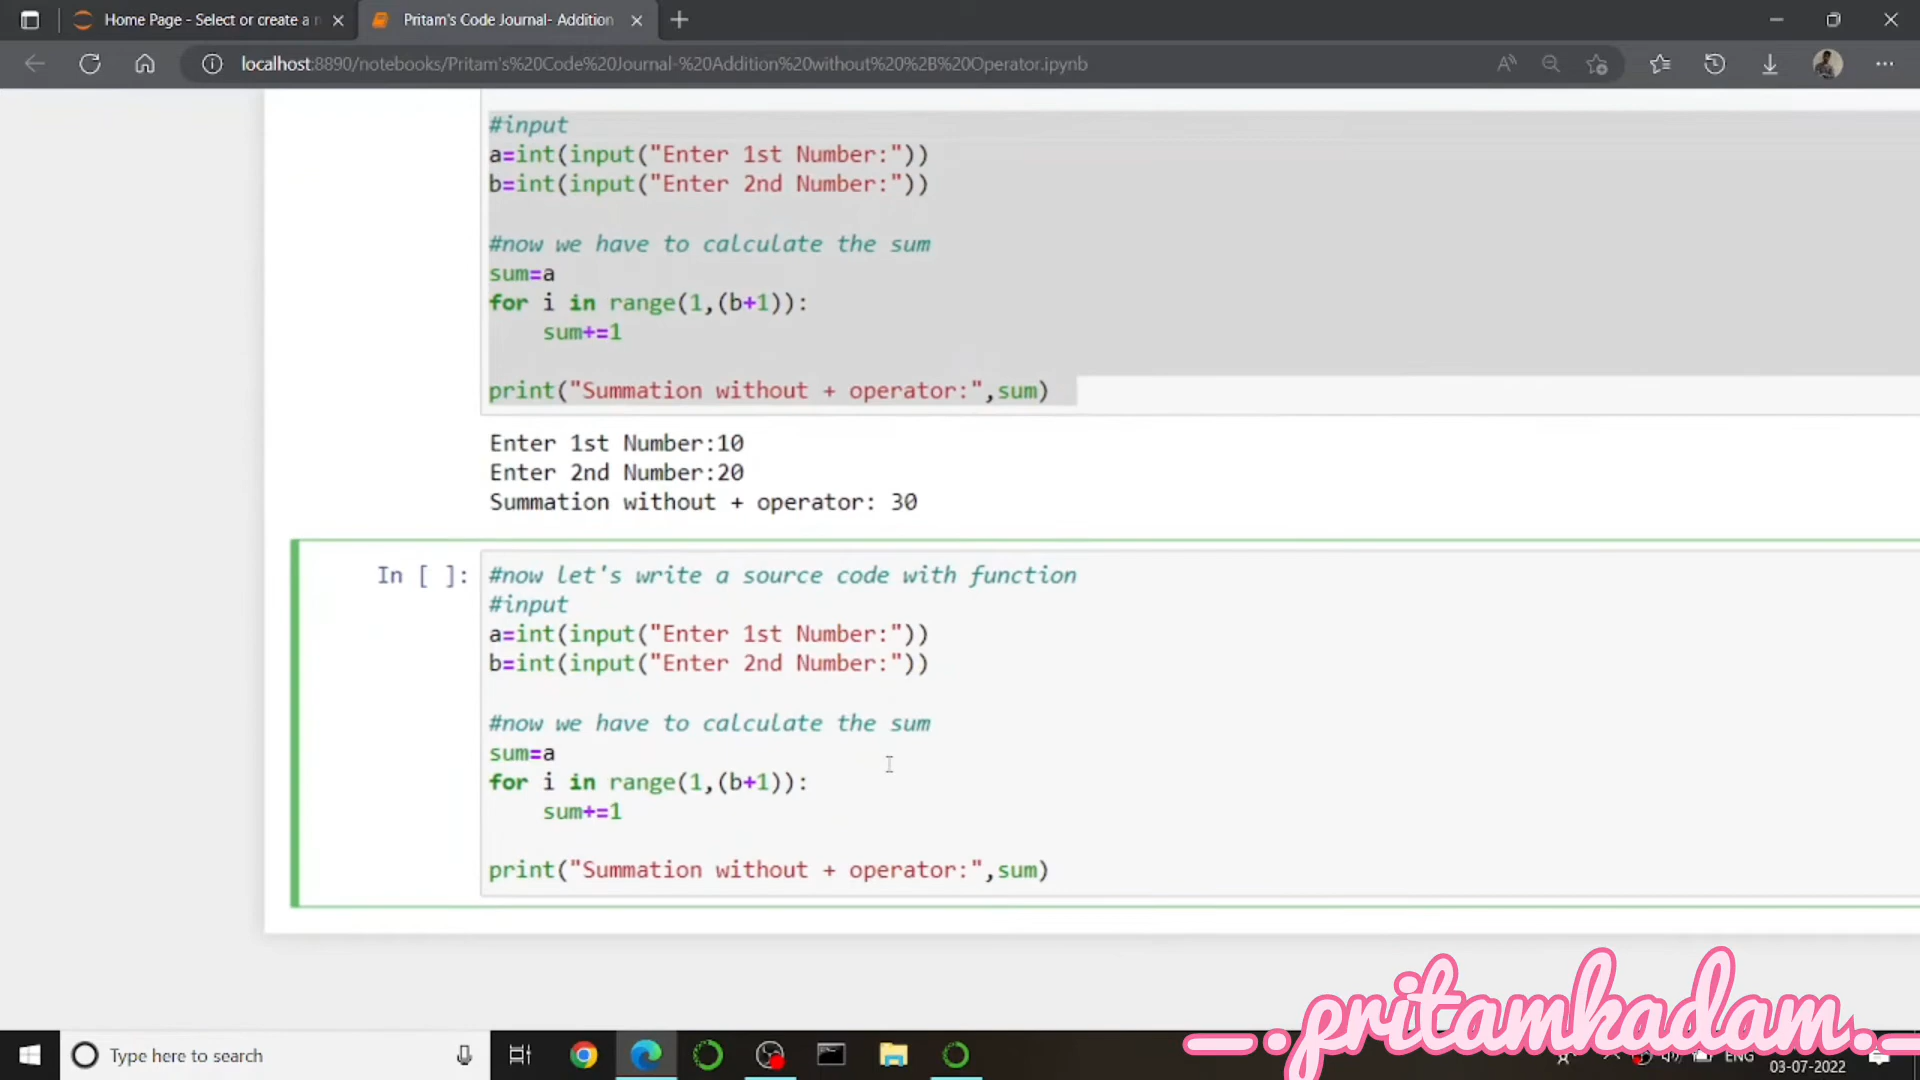 Home Page - Select or create a n
Pritam's Code Journal- Addition
localhost:8890/notebooks/Pritam's%20Code%20Journal-%20Addition%20without%20%2B%20Operator.ipynb
#input
a=int(input("Enter 1st Number:"))
b=int(input("Enter 2nd Number:"))
#now we have to calculate the sum
sum=a
for i in range(1,(b+1)):
sum+=1
print("Summation without + operator:",sum)
Enter 1st Number:10
Enter 2nd Number:20
Summation without + operator: 30
In [ ]:
#now let's write a source code with function
#input
a=int(input("Enter 1st Number:"))
b=int(input("Enter 2nd Number:"))
#now we have to calculate the sum
sum=a
for i in range(1,(b+1)):
sum+=1
print("Summation without + operator:",sum)
__.pritamkadam.__
Type here to search
ENG
03-07-2022